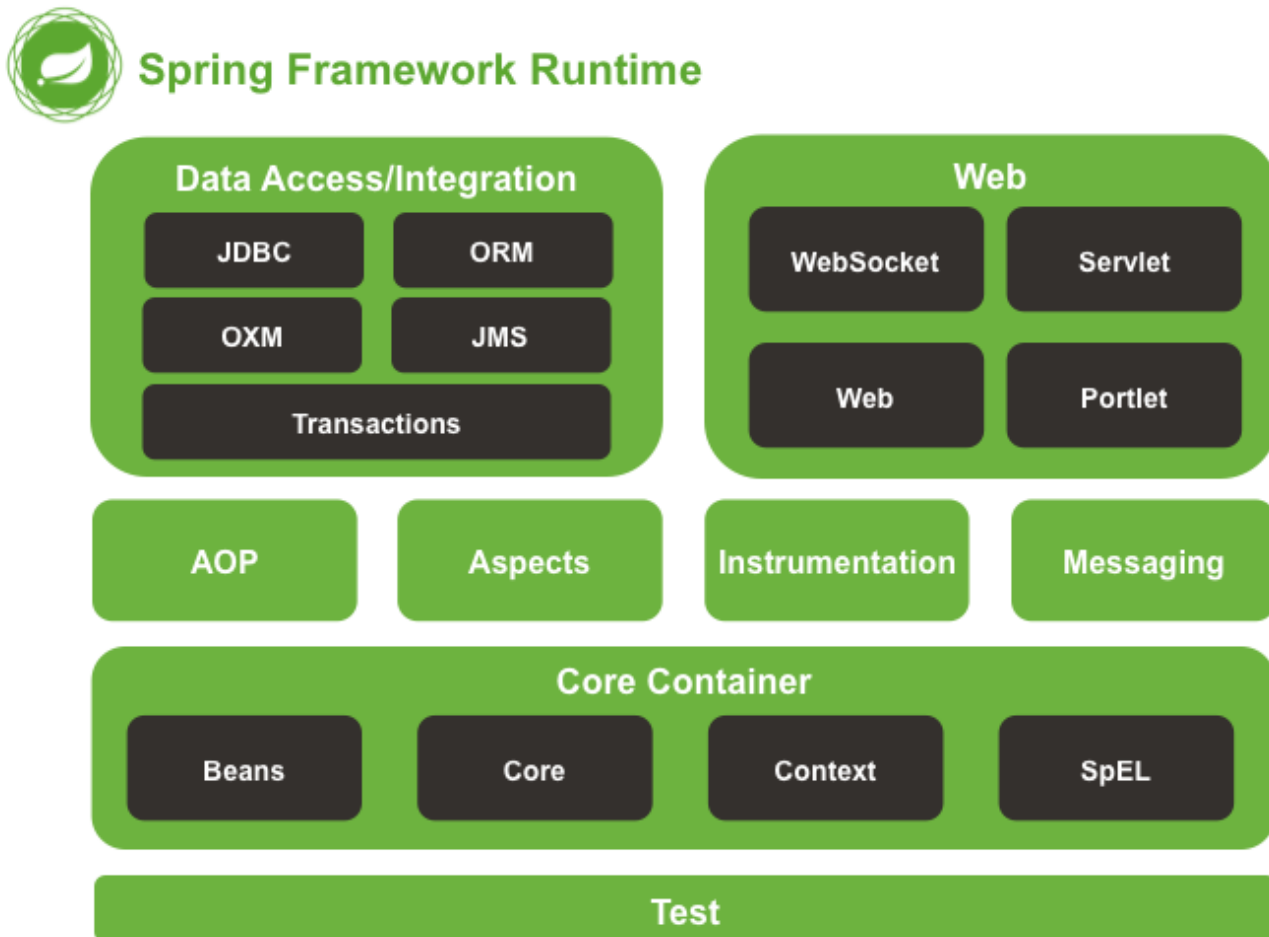 Spring Framework Runtime
Data Access/Integration
JDBC
ORM
OXM
JMS
Transactions
Web
WebSocket
Servlet
Web
Portlet
AOP
Aspects
Instrumentation
Messaging
Core Container
Beans
Core
Context
SpEL
Test